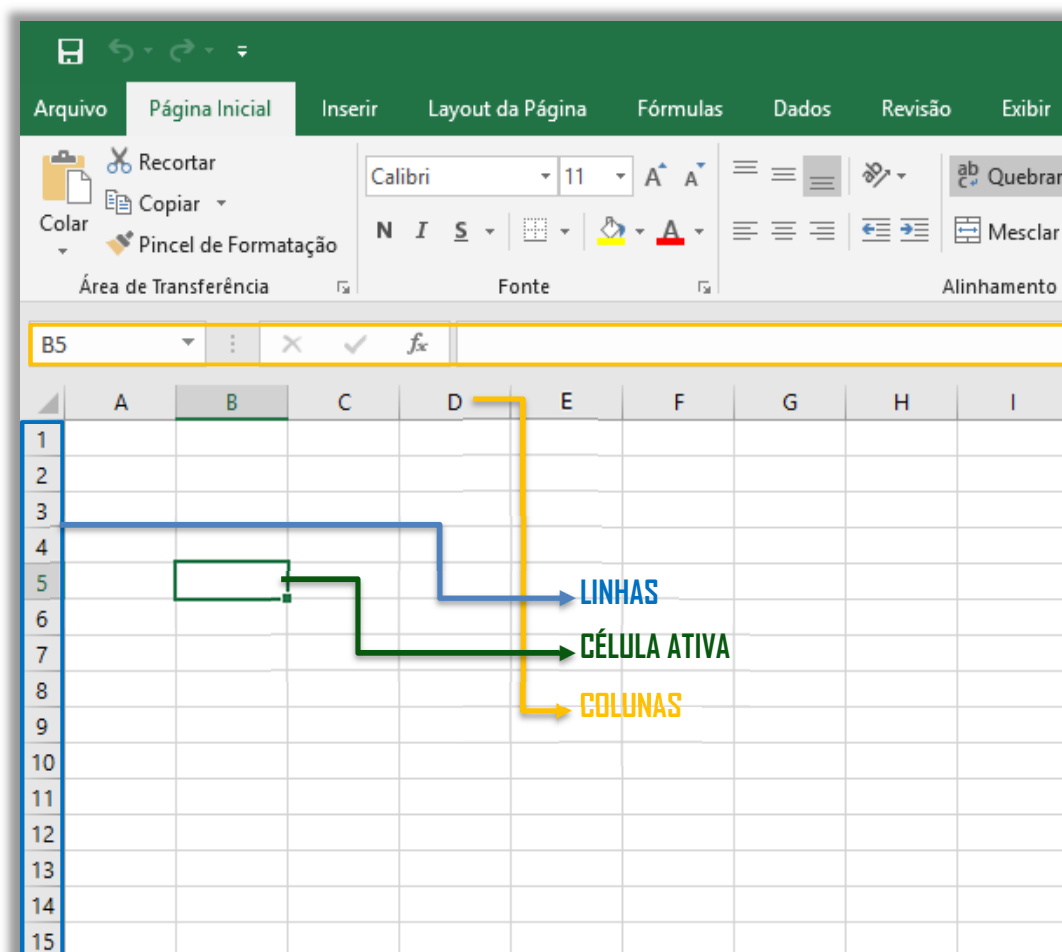 Arquivo Página Inicial Inserir Layout da Página Fórmulas Dados Revisão Exibir
Recortar
Copiar
Pincel de Formatação
Colar
Área de Transferência
Calibri 11 A A
N I S A
Fonte
ab c Quebrar
Mesclar
Alinhamento
B5 fx
A B C D E F G H I
1
2
3
4
5
6
7
8
9
10
11
12
13
14
15
LINHAS
CÉLULA ATIVA
COLUNAS